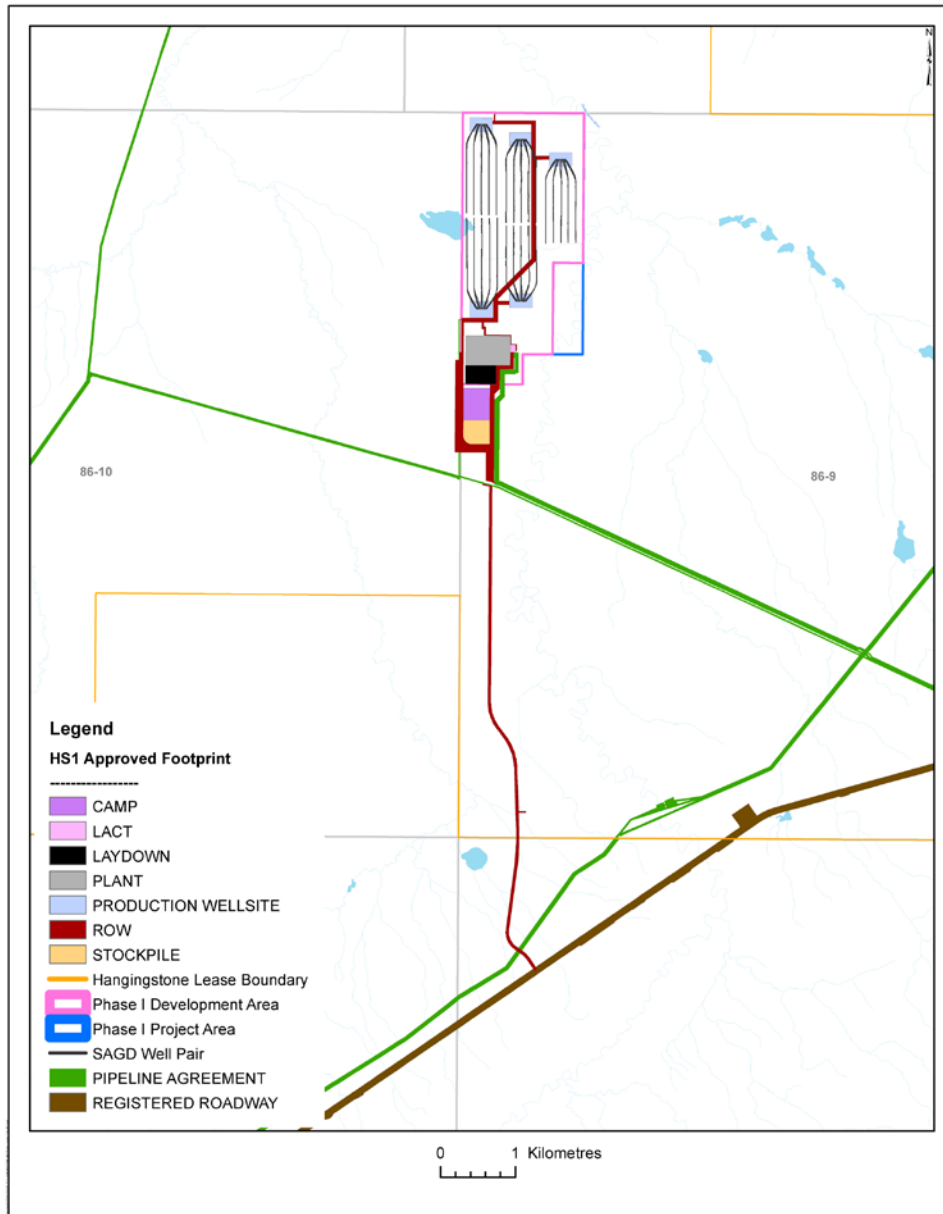 N
86-10
86-9
Legend
HS1 Approved Footprint
-----------------
CAMP
LACT
LAYDOWN
PLANT
PRODUCTION WELLSITE
ROW
STOCKPILE
Hangingstone Lease Boundary
Phase I Development Area
Phase I Project Area
SAGD Well Pair
PIPELINE AGREEMENT
REGISTERED ROADWAY
0 1 Kilometres